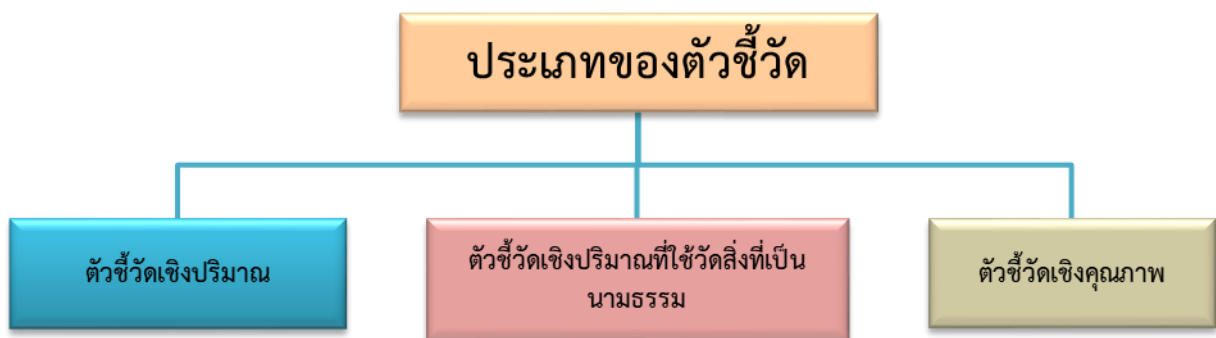 ประเภทของตัวชี้วัด
ตัวชี้วัดเชิงปริมาณ
ตัวชี้วัดเชิงปริมาณที่ใช้วัดสิ่งที่เป็น
นามธรรม
ตัวชี้วัดเชิงคุณภาพ